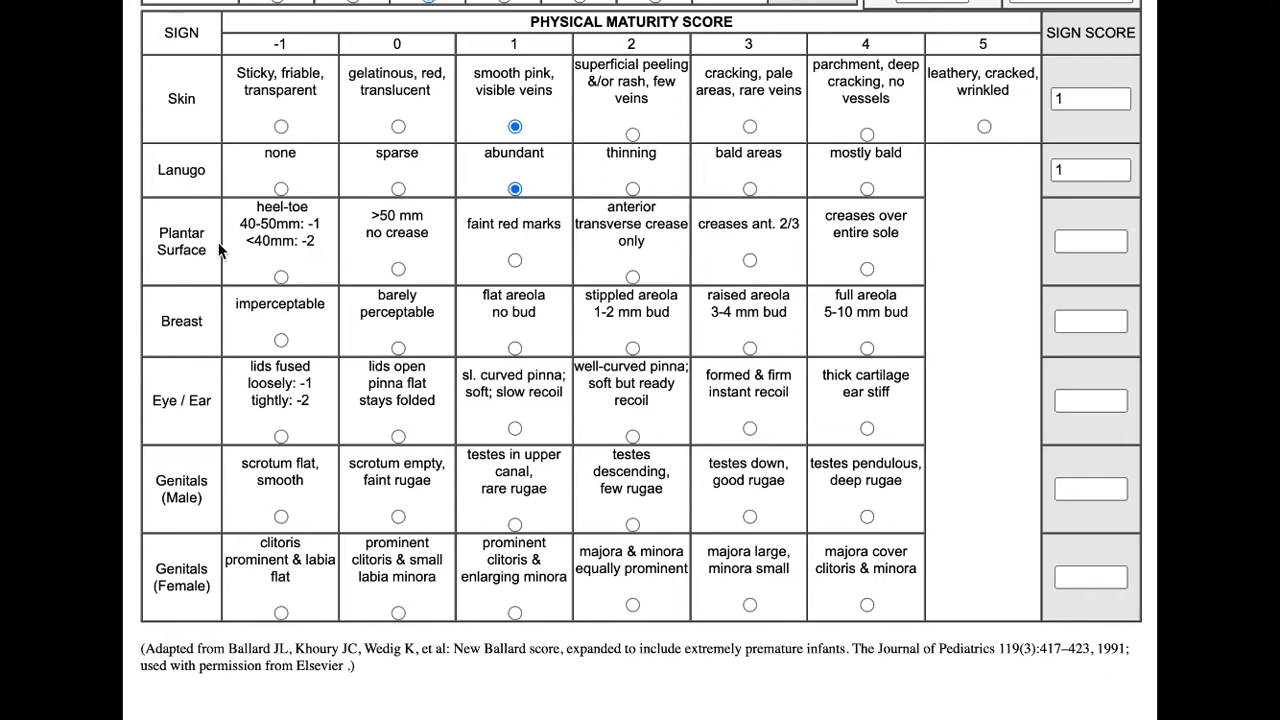 PHYSICAL MATURITY SCORE
SIGN
SIGN SCORE
-1 0 1 2 3 4 5
Skin
Sticky, friable,
transparent
gelatinous, red,
translucent
smooth pink,
visible veins
superficial peeling
&/or rash, few
veins
cracking, pale
areas, rare veins
parchment, deep
cracking, no
vessels
leathery, cracked,
wrinkled
1
Lanugo
none
sparse
abundant
thinning
bald areas
mostly bald
1
Plantar
Surface
heel-toe
40-50mm: -1
<40mm: -2
>50 mm
no crease
faint red marks
anterior
transverse crease
only
creases ant. 2/3
creases over
entire sole
Breast
imperceptable
barely
perceptable
flat areola
no bud
stippled areola
1-2 mm bud
raised areola
3-4 mm bud
full areola
5-10 mm bud
Eye / Ear
lids fused
loosely: -1
tightly: -2
lids open
pinna flat
stays folded
sl. curved pinna;
soft; slow recoil
well-curved pinna;
soft but ready
recoil
formed & firm
instant recoil
thick cartilage
ear stiff
Genitals
(Male)
scrotum flat,
smooth
scrotum empty,
faint rugae
testes in upper
canal,
rare rugae
testes
descending,
few rugae
testes down,
good rugae
testes pendulous,
deep rugae
Genitals
(Female)
clitoris
prominent & labia
flat
prominent
clitoris & small
labia minora
prominent
clitoris &
enlarging minora
majora & minora
equally prominent
majora large,
minora small
majora cover
clitoris & minora
(Adapted from Ballard JL, Khoury JC, Wedig K, et al: New Ballard score, expanded to include extremely premature infants. The Journal of Pediatrics 119(3):417–423, 1991;
used with permission from Elsevier .)